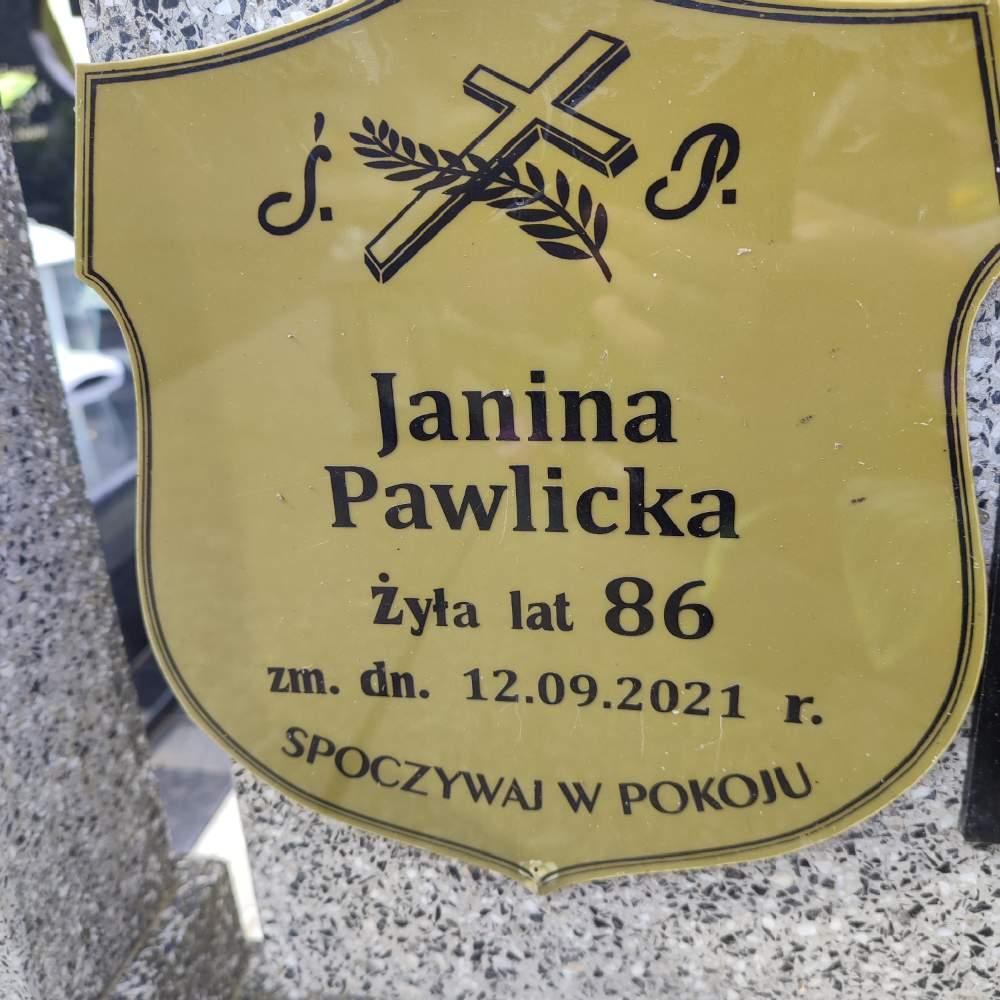 Ś. P.
Janina
Pawlicka
Żyła lat 86
zm. dn. 12.09.2021 r.
SPOCZYWAJ W POKOJU